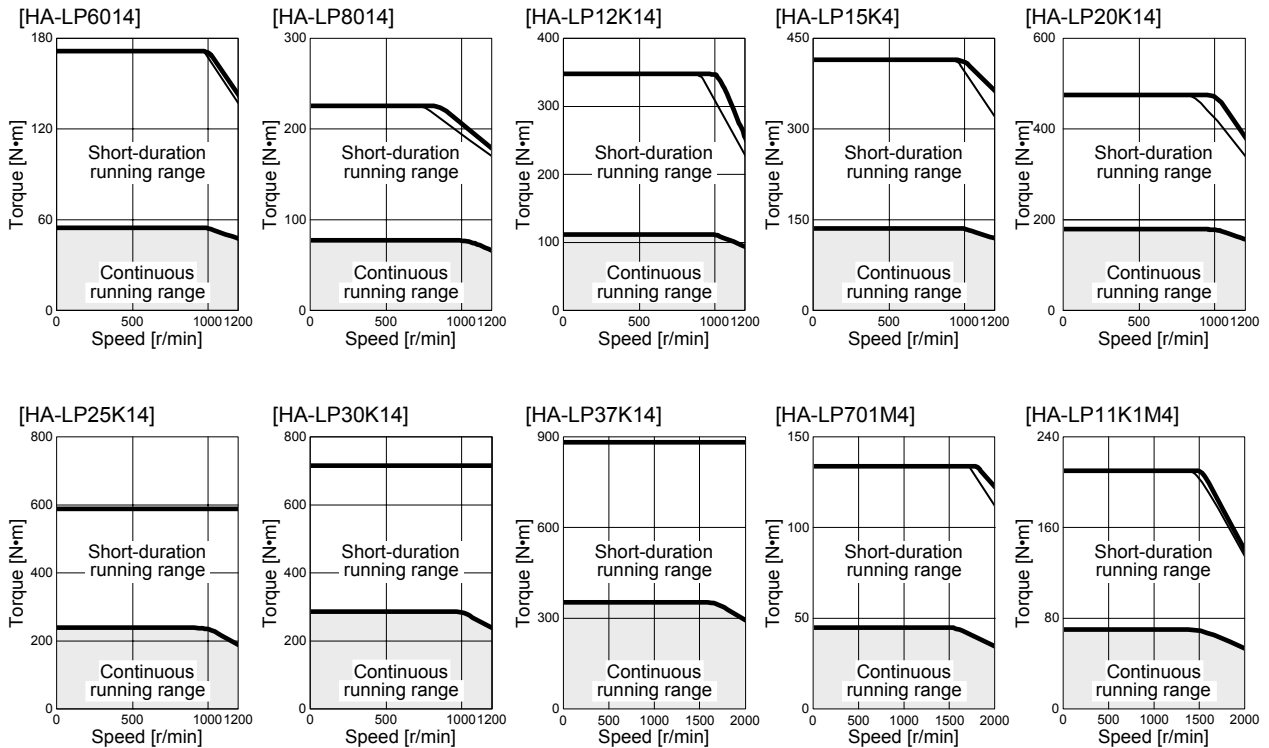 [HA-LP6014]
180
120
60
0
Torque [N•m]
Short-duration
running range
Continuous
running range
0 500 1000 1200
Speed [r/min]
[HA-LP8014]
300
200
100
0
Torque [N•m]
Short-duration
running range
Continuous
running range
0 500 1000 1200
Speed [r/min]
[HA-LP12K14]
400
300
200
100
0
Torque [N•m]
Short-duration
running range
Continuous
running range
0 500 1000 1200
Speed [r/min]
[HA-LP15K4]
450
300
150
0
Torque [N•m]
Short-duration
running range
Continuous
running range
0 500 1000 1200
Speed [r/min]
[HA-LP20K14]
600
400
200
0
Torque [N•m]
Short-duration
running range
Continuous
running range
0 500 1000 1200
Speed [r/min]
[HA-LP25K14]
800
600
400
200
0
Torque [N•m]
Short-duration
running range
Continuous
running range
0 500 1000 1200
Speed [r/min]
[HA-LP30K14]
800
600
400
200
0
Torque [N•m]
Short-duration
running range
Continuous
running range
0 500 1000 1200
Speed [r/min]
[HA-LP37K14]
900
600
300
0
Torque [N•m]
Short-duration
running range
Continuous
running range
0 500 1000 1500 2000
Speed [r/min]
[HA-LP701M4]
150
100
50
0
Torque [N•m]
Short-duration
running range
Continuous
running range
0 500 1000 1500 2000
Speed [r/min]
[HA-LP11K1M4]
240
160
80
0
Torque [N•m]
Short-duration
running range
Continuous
running range
0 500 1000 1500 2000
Speed [r/min]